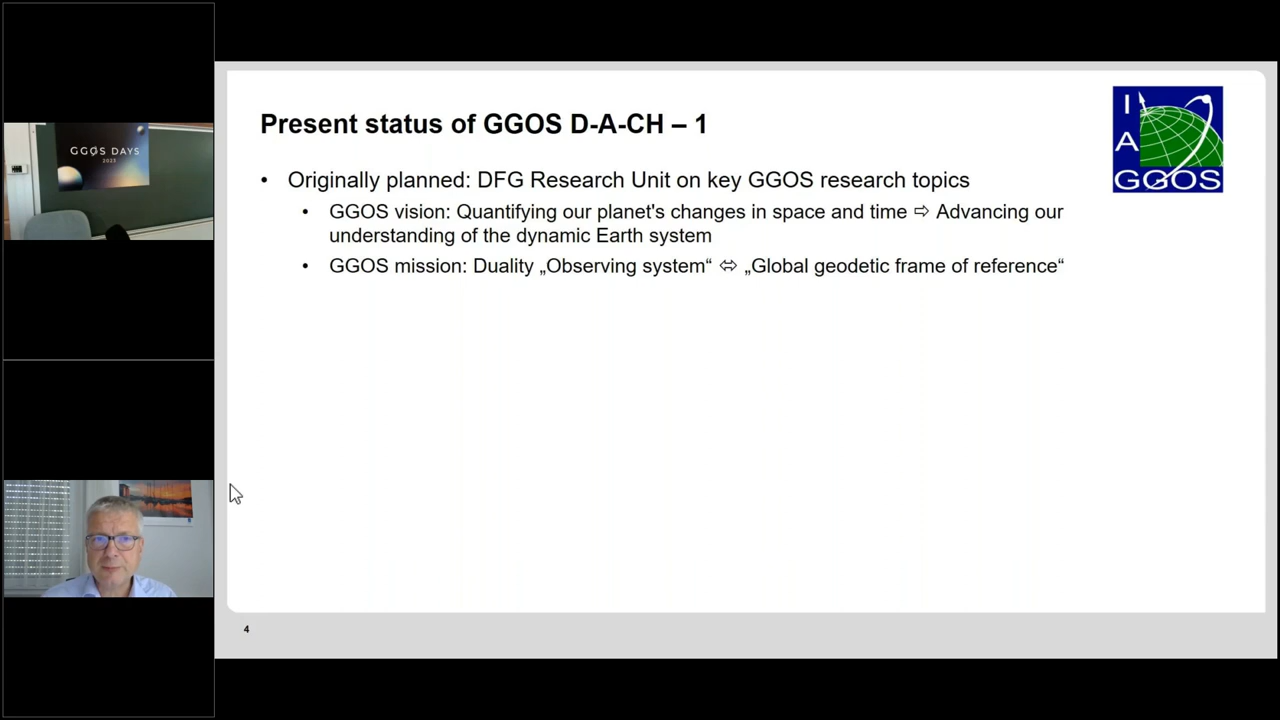 GGOS DAYS
2023
Present status of GGOS D-A-CH – 1
I
A
GGOS
• Originally planned: DFG Research Unit on key GGOS research topics
• GGOS vision: Quantifying our planet's changes in space and time ⇨ Advancing our
understanding of the dynamic Earth system
• GGOS mission: Duality „Observing system“ ⬄ „Global geodetic frame of reference“
4